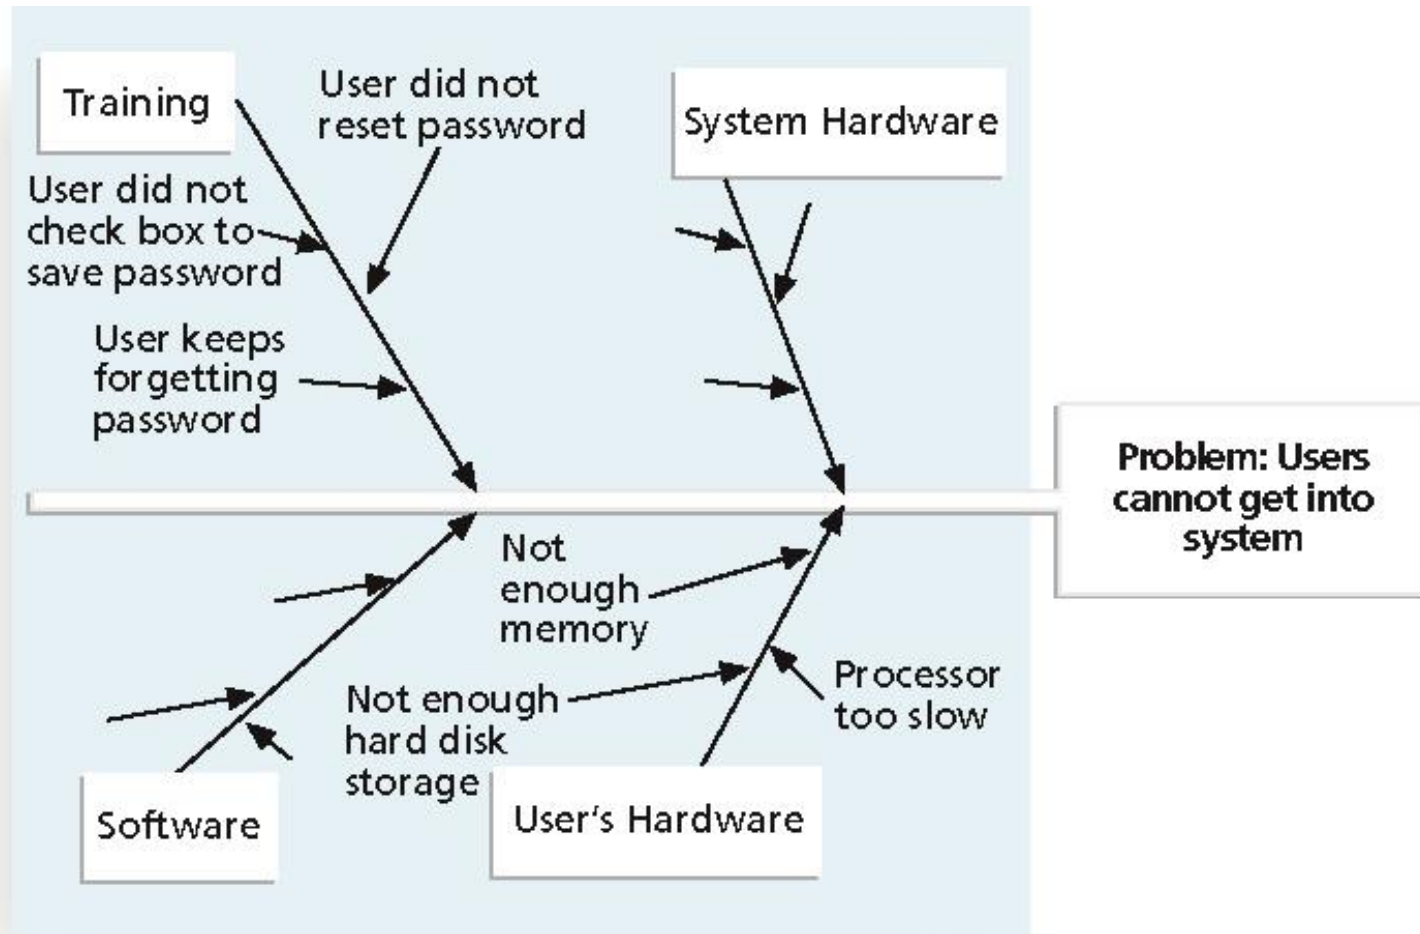 Training
User did not
reset password
System Hardware
User did not
check box to
save password
User keeps
forgetting
password
Problem: Users
cannot get into
system
Not
enough
memory
Not enough
hard disk
storage
Processor
too slow
Software
User's Hardware